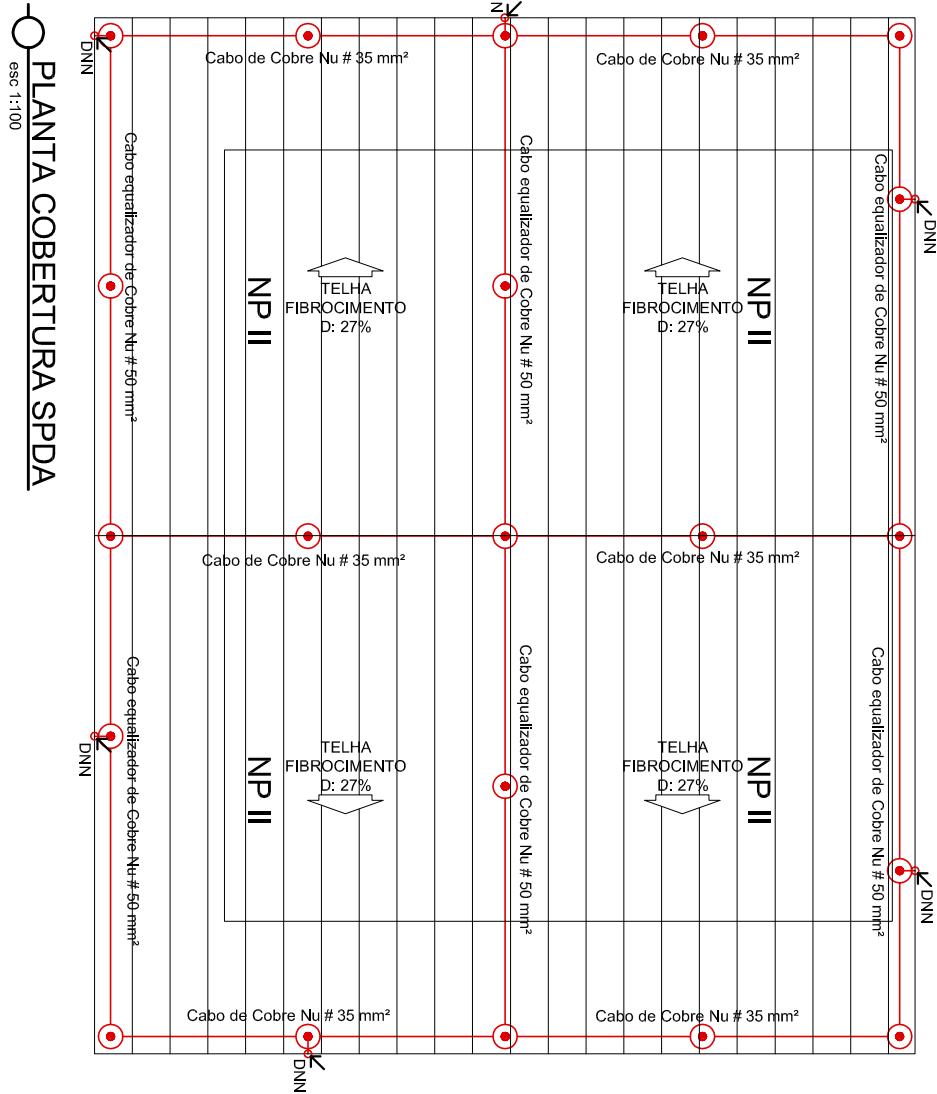 N
DNN
Cabo de Cobre Nu # 35 mm²
Cabo de Cobre Nu # 35 mm²
PLANTA COBERTURA SPDA
esc 1:100
Cabo equalizador de Cobre Nu # 50 mm²
Cabo equalizador de Cobre Nu # 50 mm²
Cabo equalizador de Cobre Nu # 50 mm²
DNN
NP II
TELHA
FIBROCIMENTO
D: 27%
TELHA
FIBROCIMENTO
D: 27%
NP II
Cabo de Cobre Nu # 35 mm²
Cabo de Cobre Nu # 35 mm²
Cabo equalizador de Cobre Nu # 50 mm²
Cabo equalizador de Cobre Nu # 50 mm²
Cabo equalizador de Cobre Nu # 50 mm²
DNN
NP II
TELHA
FIBROCIMENTO
D: 27%
TELHA
FIBROCIMENTO
D: 27%
NP II
DNN
Cabo de Cobre Nu # 35 mm²
Cabo de Cobre Nu # 35 mm²
DNN